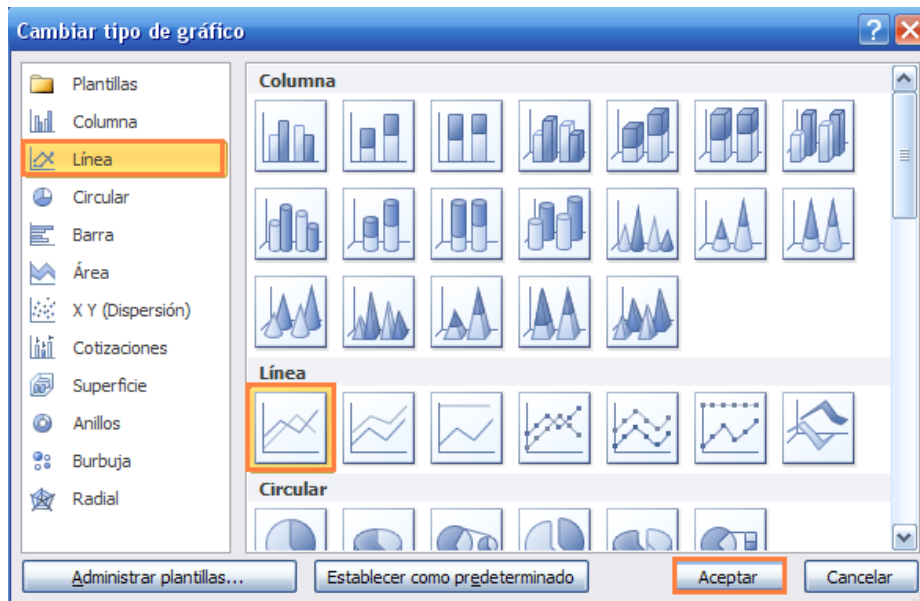 Cambiar tipo de gráfico
Plantillas
Columna
Línea
Circular
Barra
Área
X Y (Dispersión)
Cotizaciones
Superficie
Anillos
Burbuja
Radial
Columna
Línea
Circular
Administrar plantillas...
Establecer como predeterminado
Aceptar
Cancelar